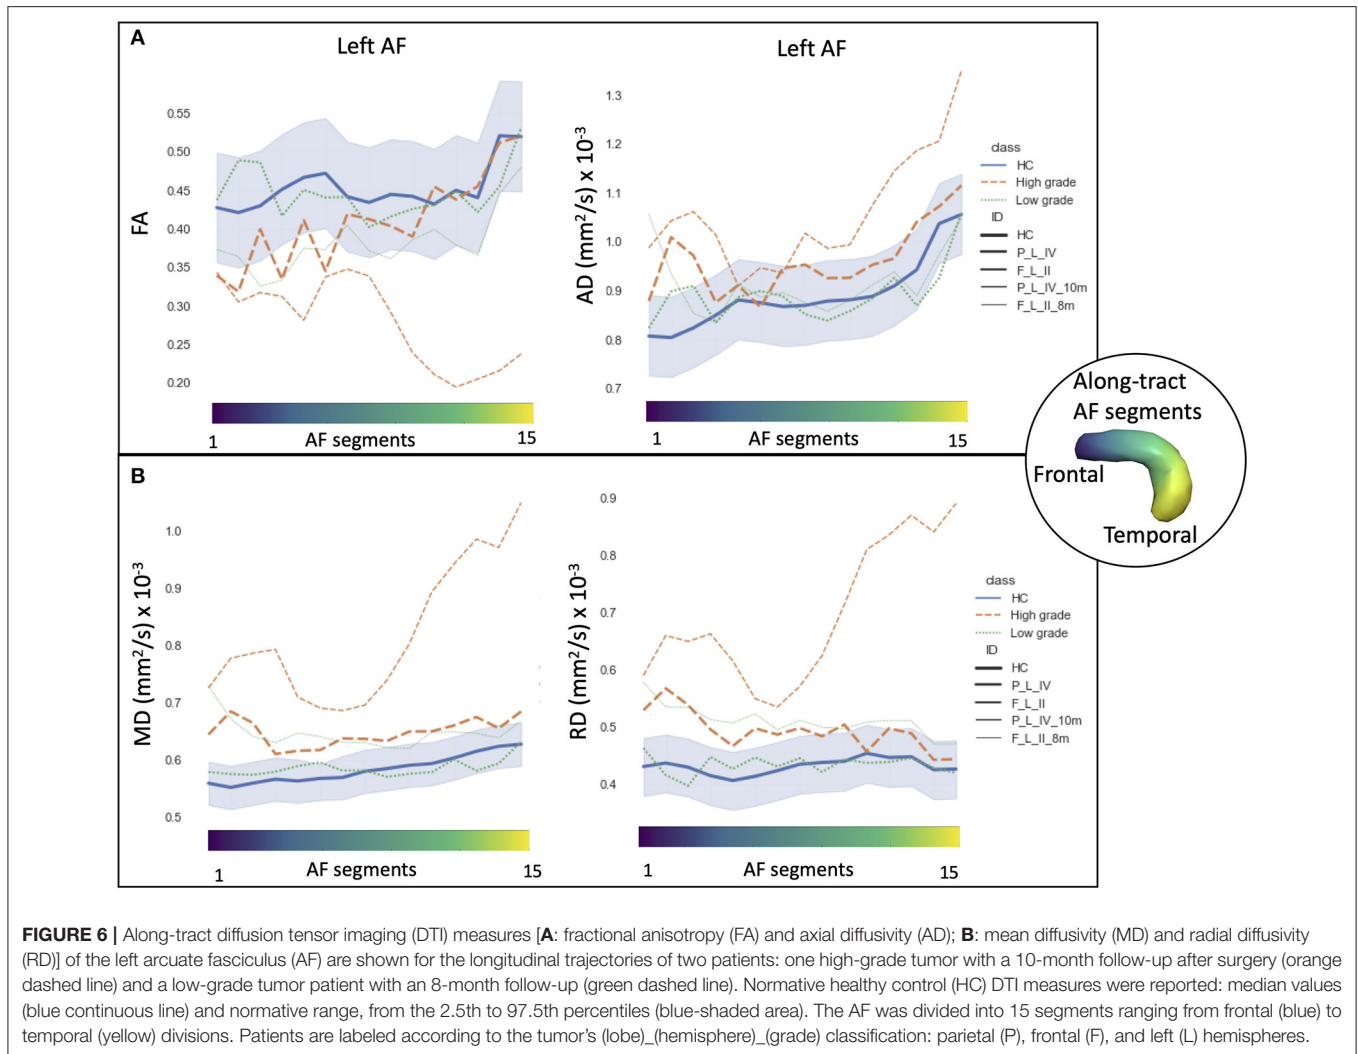 A
Left AF
Left AF
FA
0.55
0.50
0.45
0.40
0.35
0.30
0.25
0.20
1
AF segments
15
AD (mm²/s) x 10⁻³
1.3
1.2
1.1
1.0
0.9
0.8
0.7
1
AF segments
15
class
HC
High grade
Low grade
ID
HC
P_L_IV
F_L_II
P_L_IV_10m
F_L_II_8m
Along-tract
AF segments
Frontal
Temporal
B
MD (mm²/s) x 10⁻³
1.0
0.9
0.8
0.7
0.6
0.5
1
AF segments
15
RD (mm²/s) x 10⁻³
0.9
0.8
0.7
0.6
0.5
0.4
1
AF segments
15
class
HC
High grade
Low grade
ID
HC
P_L_IV
F_L_II
P_L_IV_10m
F_L_II_8m
FIGURE 6 | Along-tract diffusion tensor imaging (DTI) measures [A: fractional anisotropy (FA) and axial diffusivity (AD); B: mean diffusivity (MD) and radial diffusivity
(RD)] of the left arcuate fasciculus (AF) are shown for the longitudinal trajectories of two patients: one high-grade tumor with a 10-month follow-up after surgery (orange
dashed line) and a low-grade tumor patient with an 8-month follow-up (green dashed line). Normative healthy control (HC) DTI measures were reported: median values
(blue continuous line) and normative range, from the 2.5th to 97.5th percentiles (blue-shaded area). The AF was divided into 15 segments ranging from frontal (blue) to
temporal (yellow) divisions. Patients are labeled according to the tumor's (lobe)_(hemisphere)_(grade) classification: parietal (P), frontal (F), and left (L) hemispheres.